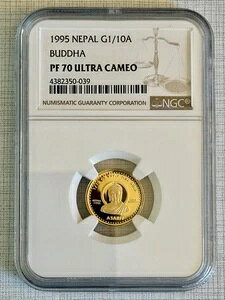 1995 NEPAL G1/10A
BUDDHA
PF 70 ULTRA CAMEO
4382350-039
NUMISMATIC GUARANTY CORPORATION
NGC
ASARFI